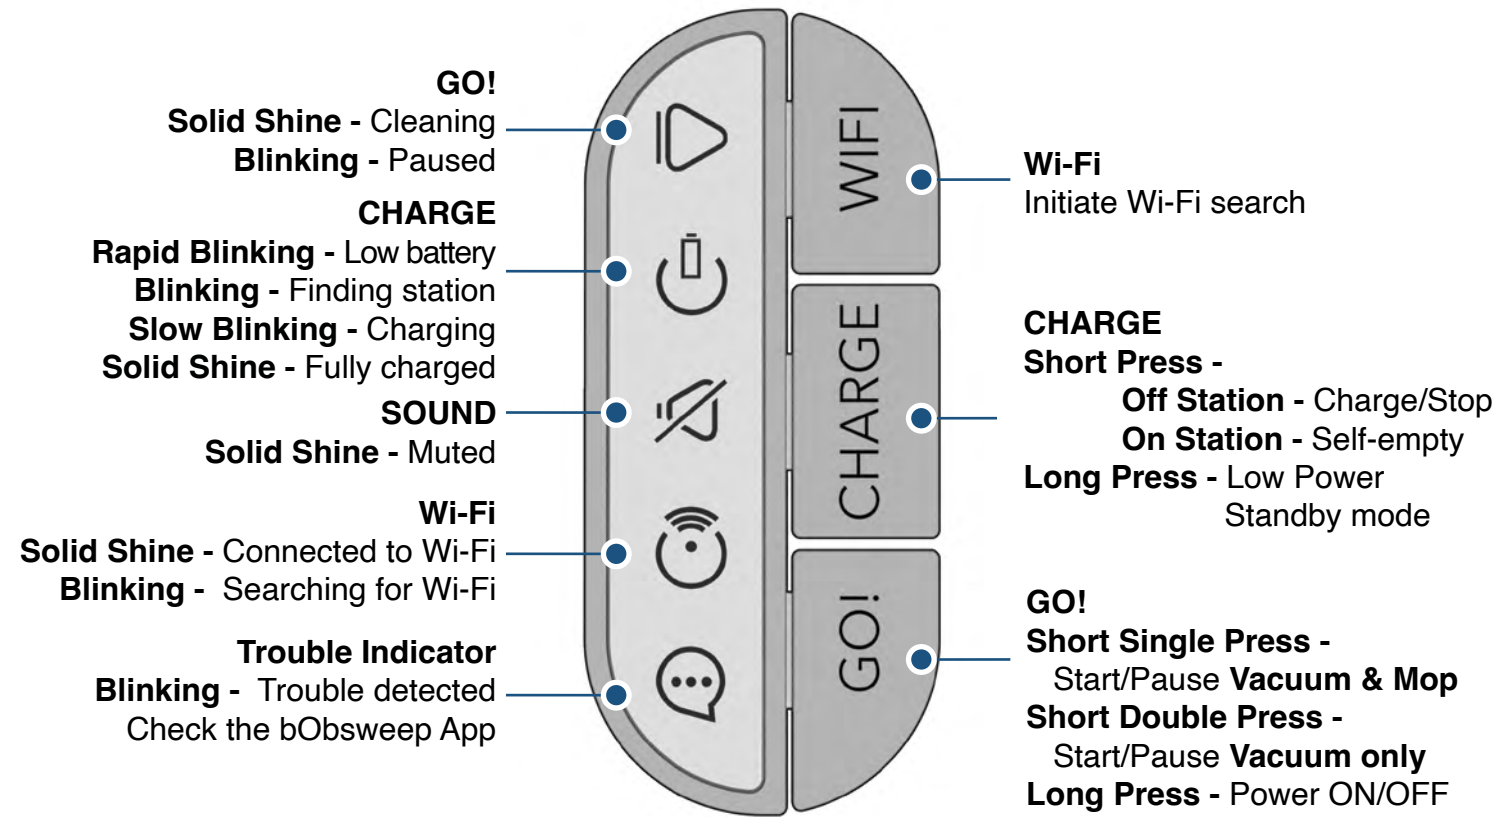 GO!
Solid Shine - Cleaning
Blinking - Paused
CHARGE
Rapid Blinking - Low battery
Blinking - Finding station
Slow Blinking - Charging
Solid Shine - Fully charged
SOUND
Solid Shine - Muted
Wi-Fi
Solid Shine - Connected to Wi-Fi
Blinking - Searching for Wi-Fi
Trouble Indicator
Blinking - Trouble detected
Check the bObsweep App
WIFI
CHARGE
GO!
Wi-Fi
Initiate Wi-Fi search
CHARGE
Short Press -
Off Station - Charge/Stop
On Station - Self-empty
Long Press - Low Power
Standby mode
GO!
Short Single Press -
Start/Pause Vacuum & Mop
Short Double Press -
Start/Pause Vacuum only
Long Press - Power ON/OFF